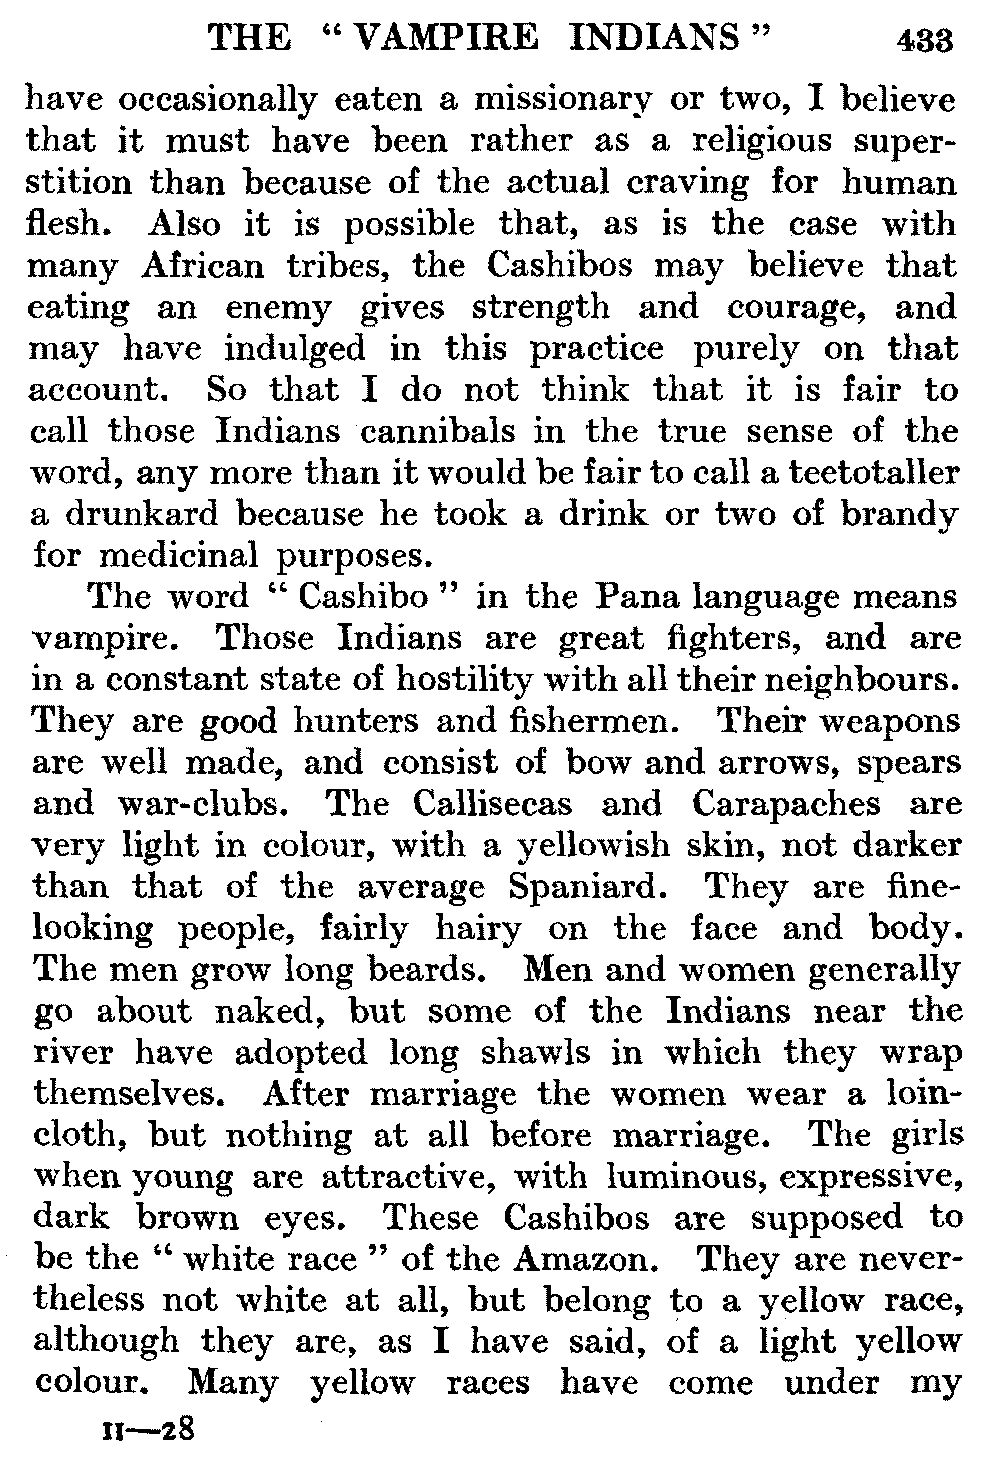 THE “ VAMPIRE INDIANS ” 433
have occasionally eaten a missionary or two, I believe
that it must have been rather as a religious super-
stition than because of the actual craving for human
flesh. Also it is possible that, as is the case with
many African tribes, the Cashibos may believe that
eating an enemy gives strength and courage, and
may have indulged in this practice purely on that
account. So that I do not think that it is fair to
call those Indians cannibals in the true sense of the
word, any more than it would be fair to call a teetotaller
a drunkard because he took a drink or two of brandy
for medicinal purposes.
The word “ Cashibo ” in the Pana language means
vampire. Those Indians are great fighters, and are
in a constant state of hostility with all their neighbours.
They are good hunters and fishermen. Their weapons
are well made, and consist of bow and arrows, spears
and war-clubs. The Callisecas and Carapaches are
very light in colour, with a yellowish skin, not darker
than that of the average Spaniard. They are fine-
looking people, fairly hairy on the face and body.
The men grow long beards. Men and women generally
go about naked, but some of the Indians near the
river have adopted long shawls in which they wrap
themselves. After marriage the women wear a loin-
cloth, but nothing at all before marriage. The girls
when young are attractive, with luminous, expressive,
dark brown eyes. These Cashibos are supposed to
be the “ white race ” of the Amazon. They are never-
theless not white at all, but belong to a yellow race,
although they are, as I have said, of a light yellow
colour. Many yellow races have come under my
II—28